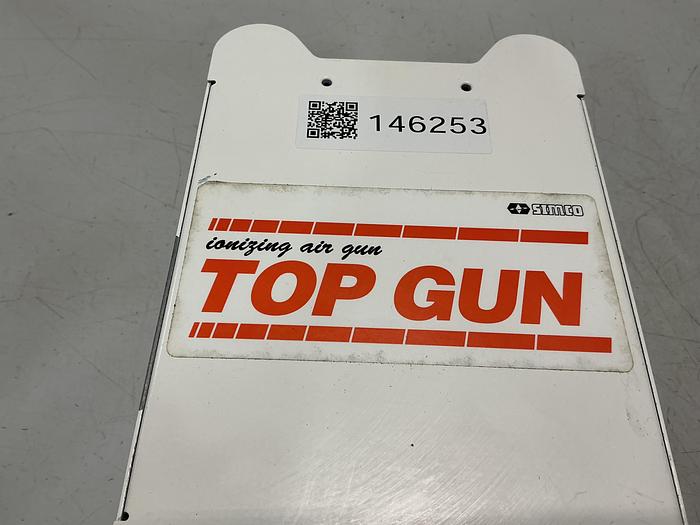 146253
SIMCO
ionizing air gun
TOP GUN